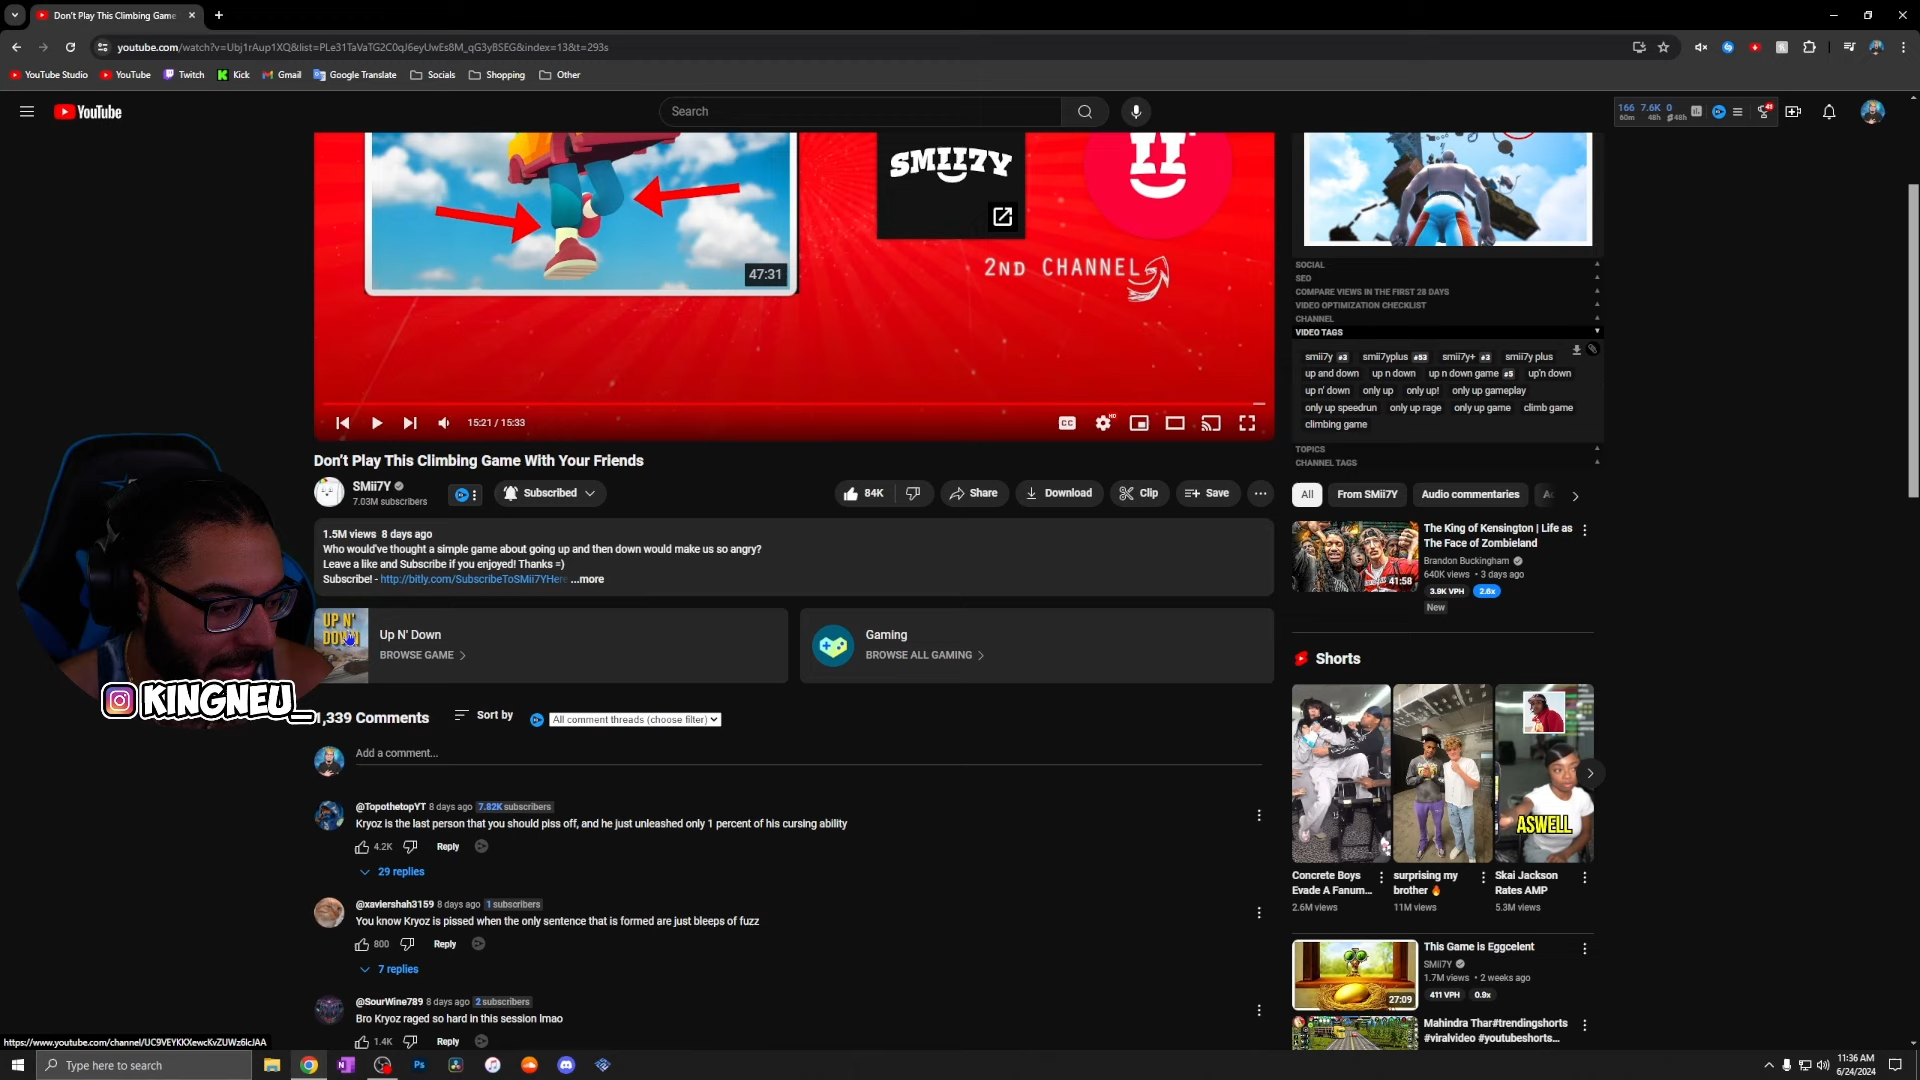 Don't Play This Climbing Game
youtube.com/watch?v=Ubj1rAup1XQ&list=PLe31TaVaTG2C0qJ6eyUwEs8M_qG3yBSEG&index=13&t=293s
YouTube Studio YouTube Twitch Kick Gmail Google Translate Socials Shopping Other
YouTube
Search
166 7.6K 0
60m 48h 48h
SMII7Y
47:31
2ND CHANNEL
15:21 / 15:33
CC HD
Don't Play This Climbing Game With Your Friends
SMii7Y
7.03M subscribers
Subscribed
84K Share Download Clip Save
1.5M views 8 days ago
Who would've thought a simple game about going up and then down would make us so angry?
Leave a like and Subscribe if you enjoyed! Thanks =)
Subscribe! - http://bitly.com/SubscribeToSMii7YHere ...more
UP N'
DOWN
Up N' Down
BROWSE GAME
Gaming
BROWSE ALL GAMING
KINGNEU_
1,339 Comments
Sort by
All comment threads (choose filter)
Add a comment...
@TopothetopYT 8 days ago 7.82K subscribers
Kryoz is the last person that you should piss off, and he just unleashed only 1 percent of his cursing ability
4.2K Reply
29 replies
@xaviershah3159 8 days ago 1 subscribers
You know Kryoz is pissed when the only sentence that is formed are just bleeps of fuzz
800 Reply
7 replies
@SourWine789 8 days ago 2 subscribers
Bro Kryoz raged so hard in this session lmao
1.4K Reply
SOCIAL
SEO
COMPARE VIEWS IN THE FIRST 28 DAYS
VIDEO OPTIMIZATION CHECKLIST
CHANNEL
VIDEO TAGS
smii7y #3 smii7yplus #53 smii7y+ #3 smii7y plus
up and down up n down up n down game #5 up'n down
up n' down only up only up! only up gameplay
only up speedrun only up rage only up game climb game
climbing game
TOPICS
CHANNEL TAGS
All From SMii7Y Audio commentaries
The King of Kensington | Life as
The Face of Zombieland
Brandon Buckingham
640K views • 3 days ago
3.9K VPH 2.6x
New
41:58
Shorts
ASWELL
Concrete Boys
Evade A Fanum...
2.6M views
surprising my
brother 🔥
11M views
Skai Jackson
Rates AMP
5.3M views
This Game is Eggcelent
SMii7Y
1.7M views • 2 weeks ago
411 VPH 0.9x
27:09
Mahindra Thar#trendingshorts
#viralvideo #youtubeshorts...
https://www.youtube.com/channel/UC9VEYKKXewcKvZUWz6IcJAA
Type here to search
11:36 AM
6/24/2024